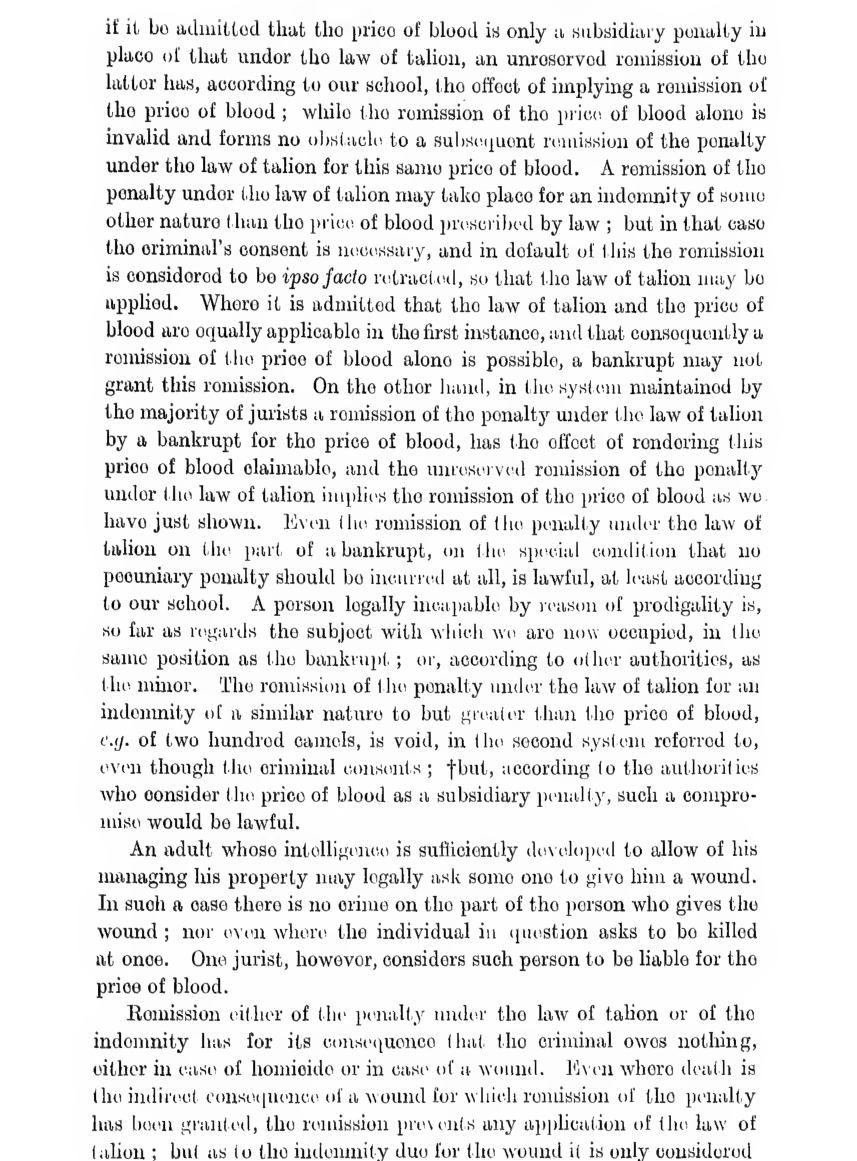 if it be admitted that the price of blood is only a subsidiary penalty in
place of that under the law of talion, an unreserved remission of the
latter has, according to our school, the effect of implying a remission of
the price of blood ; while the remission of the price of blood alone is
invalid and forms no obstacle to a subsequent remission of the penalty
under the law of talion for this same price of blood. A remission of the
penalty under the law of talion may take place for an indemnity of some
other nature than the price of blood prescribed by law ; but in that case
the criminal's consent is necessary, and in default of this the remission
is considered to be ipso facto retracted, so that the law of talion may be
applied. Where it is admitted that the law of talion and the price of
blood are equally applicable in the first instance, and that consequently a
remission of the price of blood alone is possible, a bankrupt may not
grant this remission. On the other hand, in the system maintained by
the majority of jurists a remission of the penalty under the law of talion
by a bankrupt for the price of blood, has the effect of rendering this
price of blood claimable, and the unreserved remission of the penalty
under the law of talion implies the remission of the price of blood as we
have just shown. Even the remission of the penalty under the law of
talion on the part of a bankrupt, on the special condition that no
pecuniary penalty should be incurred at all, is lawful, at least according
to our school. A person legally incapable by reason of prodigality is,
so far as regards the subject with which we are now occupied, in the
same position as the bankrupt ; or, according to other authorities, as
the minor. The remission of the penalty under the law of talion for an
indemnity of a similar nature to but greater than the price of blood,
e.g. of two hundred camels, is void, in the second system referred to,
even though the criminal consents ; †but, according to the authorities
who consider the price of blood as a subsidiary penalty, such a compro-
mise would be lawful.
An adult whose intelligence is sufficiently developed to allow of his
managing his property may legally ask some one to give him a wound.
In such a case there is no crime on the part of the person who gives the
wound ; nor even where the individual in question asks to be killed
at once. One jurist, however, considers such person to be liable for the
price of blood.
Remission either of the penalty under the law of talion or of the
indemnity has for its consequence that the criminal owes nothing,
either in case of homicide or in case of a wound. Even where death is
the indirect consequence of a wound for which remission of the penalty
has been granted, the remission prevents any application of the law of
talion ; but as to the indemnity due for the wound it is only considered